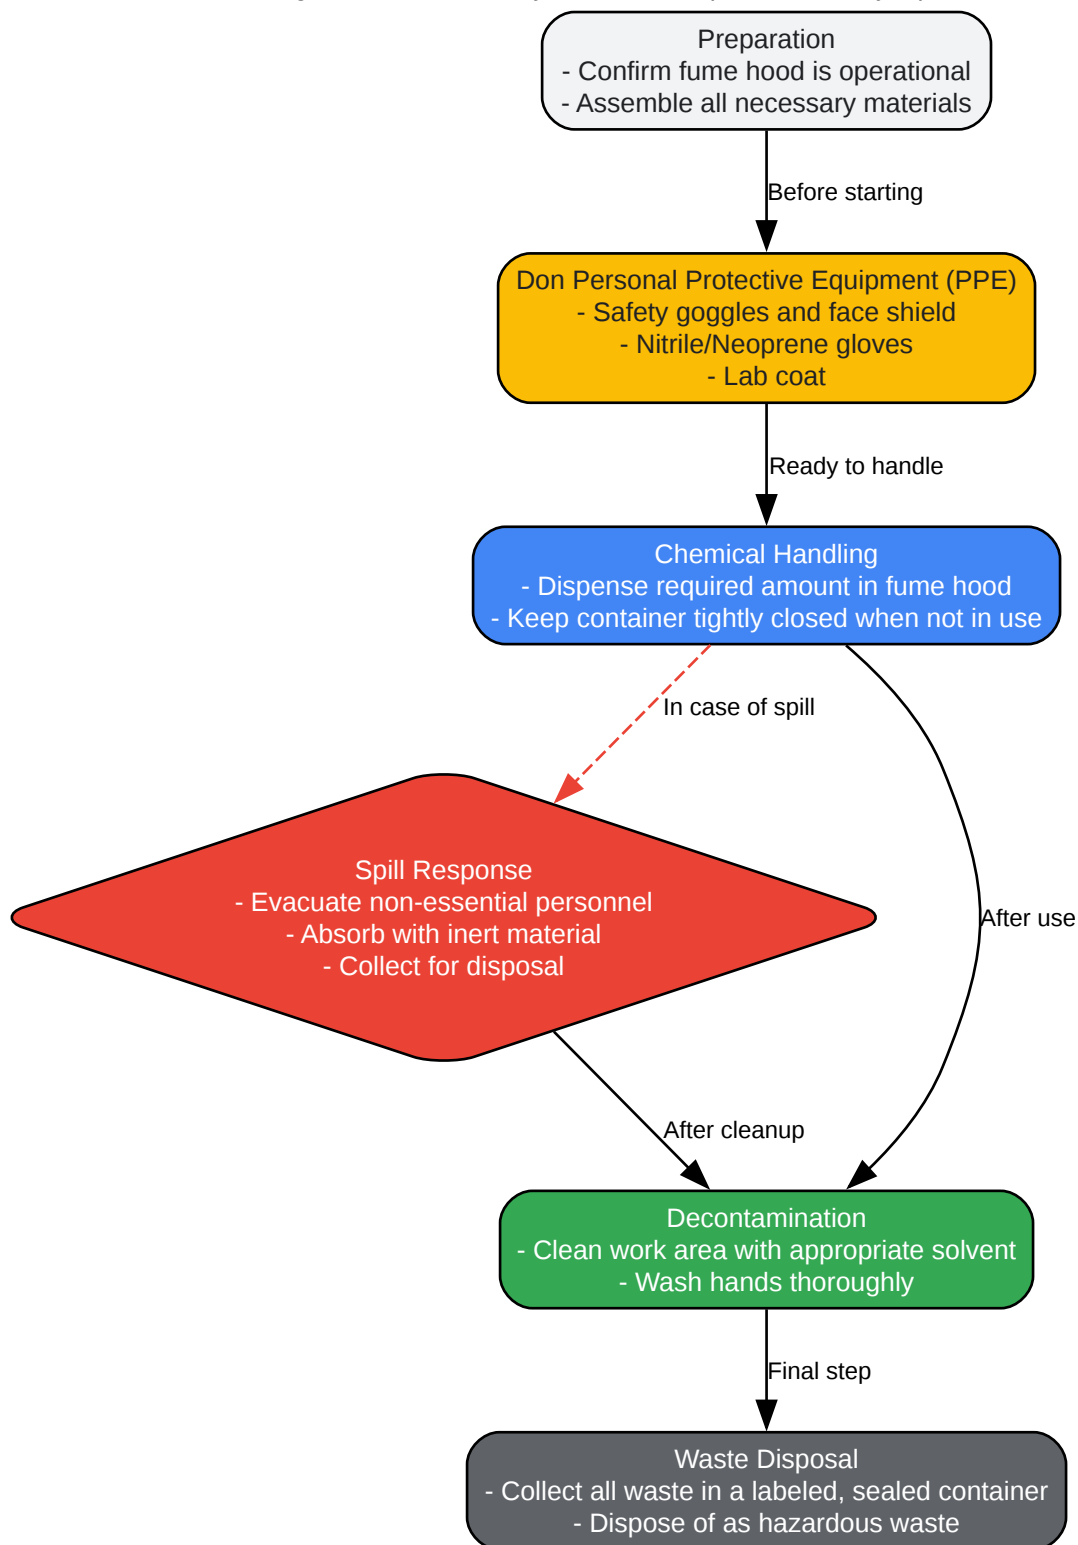 Preparation
- Confirm fume hood is operational
- Assemble all necessary materials
Before starting
Don Personal Protective Equipment (PPE)
- Safety goggles and face shield
- Nitrile/Neoprene gloves
- Lab coat
Ready to handle
Chemical Handling
- Dispense required amount in fume hood
- Keep container tightly closed when not in use
In case of spill
Spill Response
- Evacuate non-essential personnel
- Absorb with inert material
- Collect for disposal
After use
After cleanup
Decontamination
- Clean work area with appropriate solvent
- Wash hands thoroughly
Final step
Waste Disposal
- Collect all waste in a labeled, sealed container
- Dispose of as hazardous waste